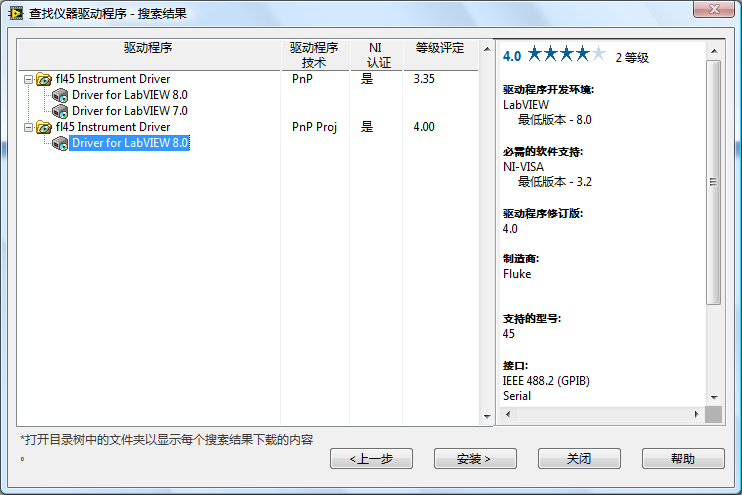 查找仪器驱动程序 - 搜索结果
驱动程序 驱动程序技术 NI 认证 等级评定
fl45 Instrument Driver PnP 是 3.35
Driver for LabVIEW 8.0
Driver for LabVIEW 7.0
fl45 Instrument Driver PnP Proj 是 4.00
Driver for LabVIEW 8.0
4.0 2 等级
驱动程序开发环境:
LabVIEW
最低版本 - 8.0
必需的软件支持:
NI-VISA
最低版本 - 3.2
驱动程序修订版:
4.0
制造商:
Fluke
支持的型号:
45
接口:
IEEE 488.2 (GPIB)
Serial
*打开目录树中的文件夹以显示每个搜索结果下载的内容
。
<上一步 安装 > 关闭 帮助